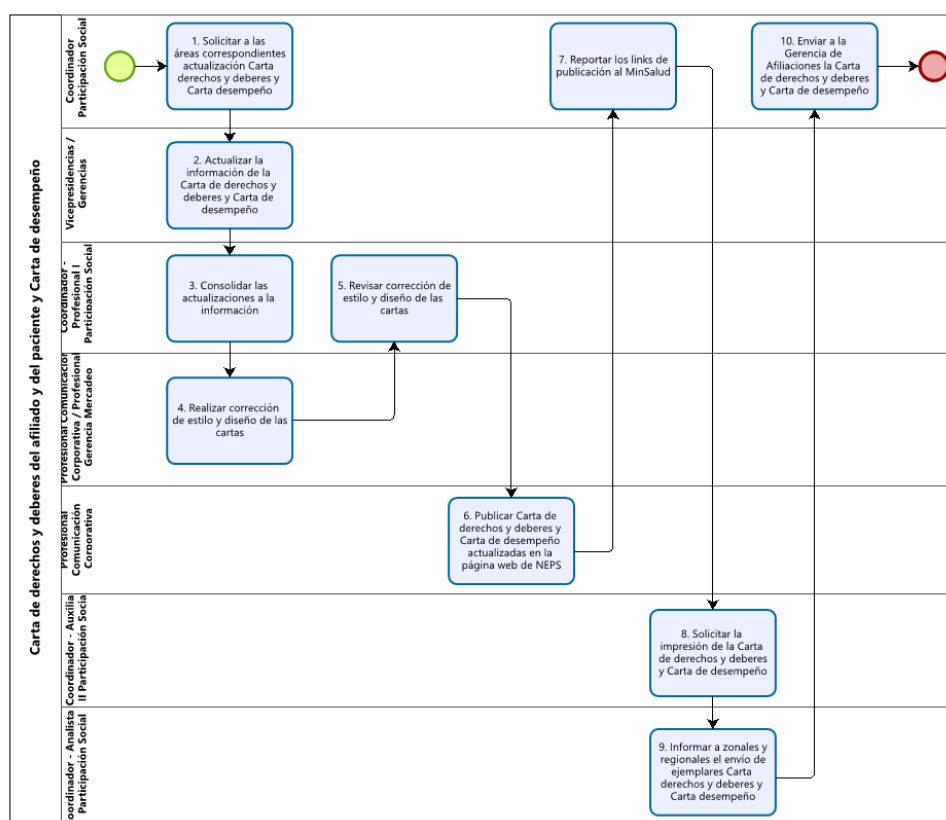 Carta de derechos y deberes del afiliado y del paciente y Carta de desempeño
Coordinador
Participación Social
1. Solicitar a las
áreas correspondientes
actualización Carta
derechos y deberes y
Carta desempeño
7. Reportar los links de
publicación al MinSalud
10. Enviar a la
Gerencia de
Afiliaciones la Carta
de derechos y deberes
y Carta de desempeño
Vicepresidencias /
Gerencias
2. Actualizar la
información de la
Carta de derechos y
deberes y Carta de
desempeño
Coordinador -
Profesional I
Participación Social
3. Consolidar las
actualizaciones a la
información
5. Revisar corrección de
estilo y diseño de las
cartas
Profesional Comunicación
Corporativa / Profesional
Gerencia Mercadeo
4. Realizar corrección
de estilo y diseño de las
cartas
Profesional
Comunicación
Corporativa
6. Publicar Carta de
derechos y deberes y
Carta de desempeño
actualizadas en la
página web de NEPS
Coordinador - Auxilia
II Participación Socia
8. Solicitar la
impresión de la Carta
de derechos y deberes
y Carta de desempeño
oordinador - Analista
Participación Social
9. Informar a zonales y
regionales el envío de
ejemplares Carta
derechos y deberes y
Carta desempeño